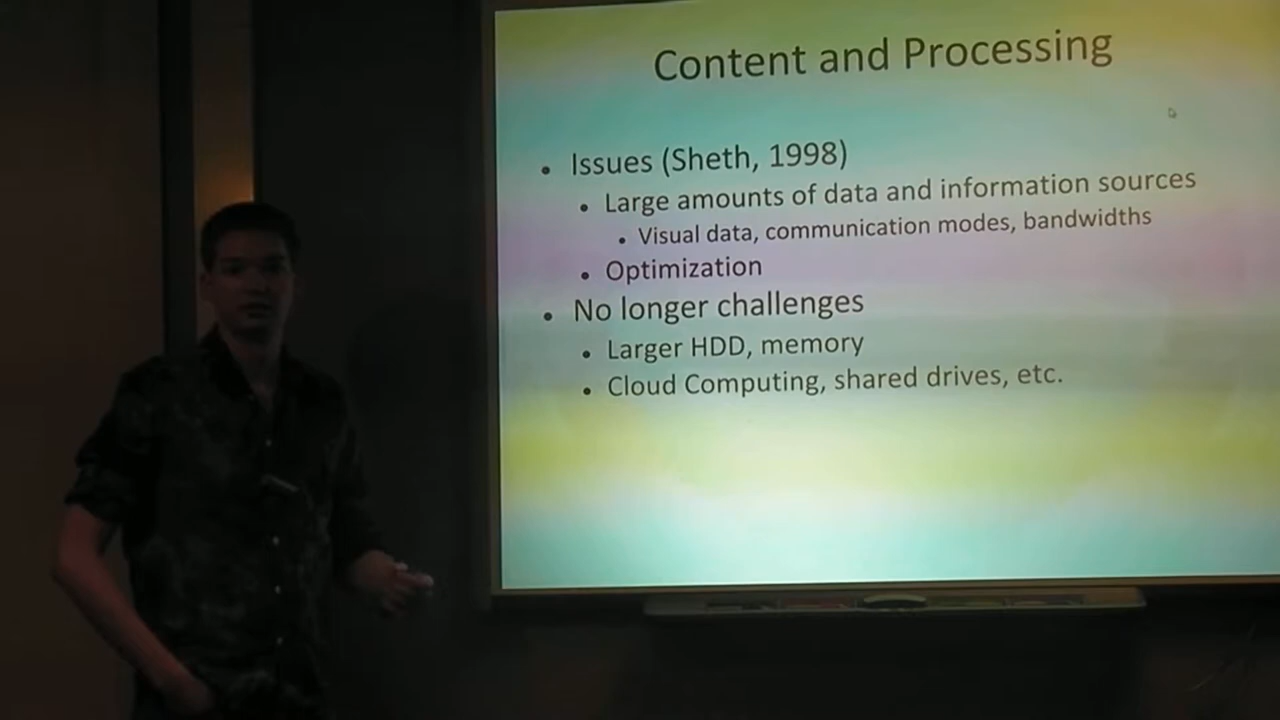 Content and Processing
• Issues (Sheth, 1998)
• Large amounts of data and information sources
• Visual data, communication modes, bandwidths
• Optimization
• No longer challenges
• Larger HDD, memory
• Cloud Computing, shared drives, etc.